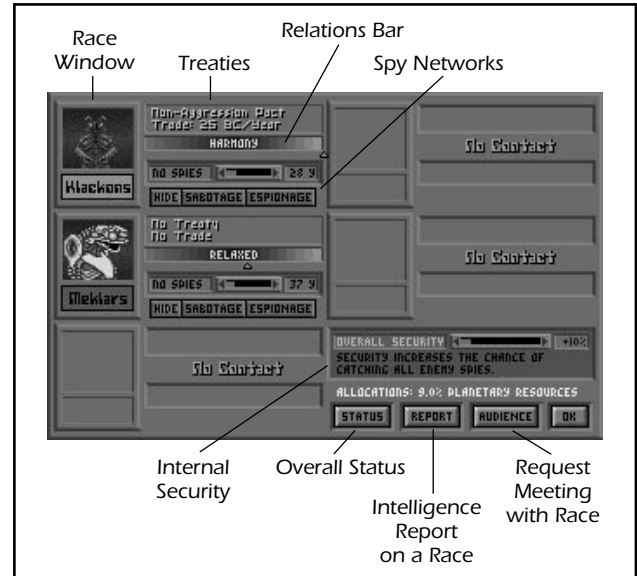 Race
Window
Treaties
Relations Bar
Spy Networks
Non-Aggression Pact
Trade: 25 BC/Year
HARMONY
NO SPIES 28 Y
HIDE SABOTAGE ESPIONAGE
Klackons
No Contact
No Treaty
No Trade
RELAXED
NO SPIES 37 Y
HIDE SABOTAGE ESPIONAGE
Meklars
No Contact
No Contact
OVERALL SECURITY +10%
SECURITY INCREASES THE CHANCE OF
CATCHING ALL ENEMY SPIES.
ALLOCATIONS: 9.0% PLANETARY RESOURCES
STATUS REPORT AUDIENCE OK
Internal
Security
Overall Status
Intelligence
Report
on a Race
Request
Meeting
with Race